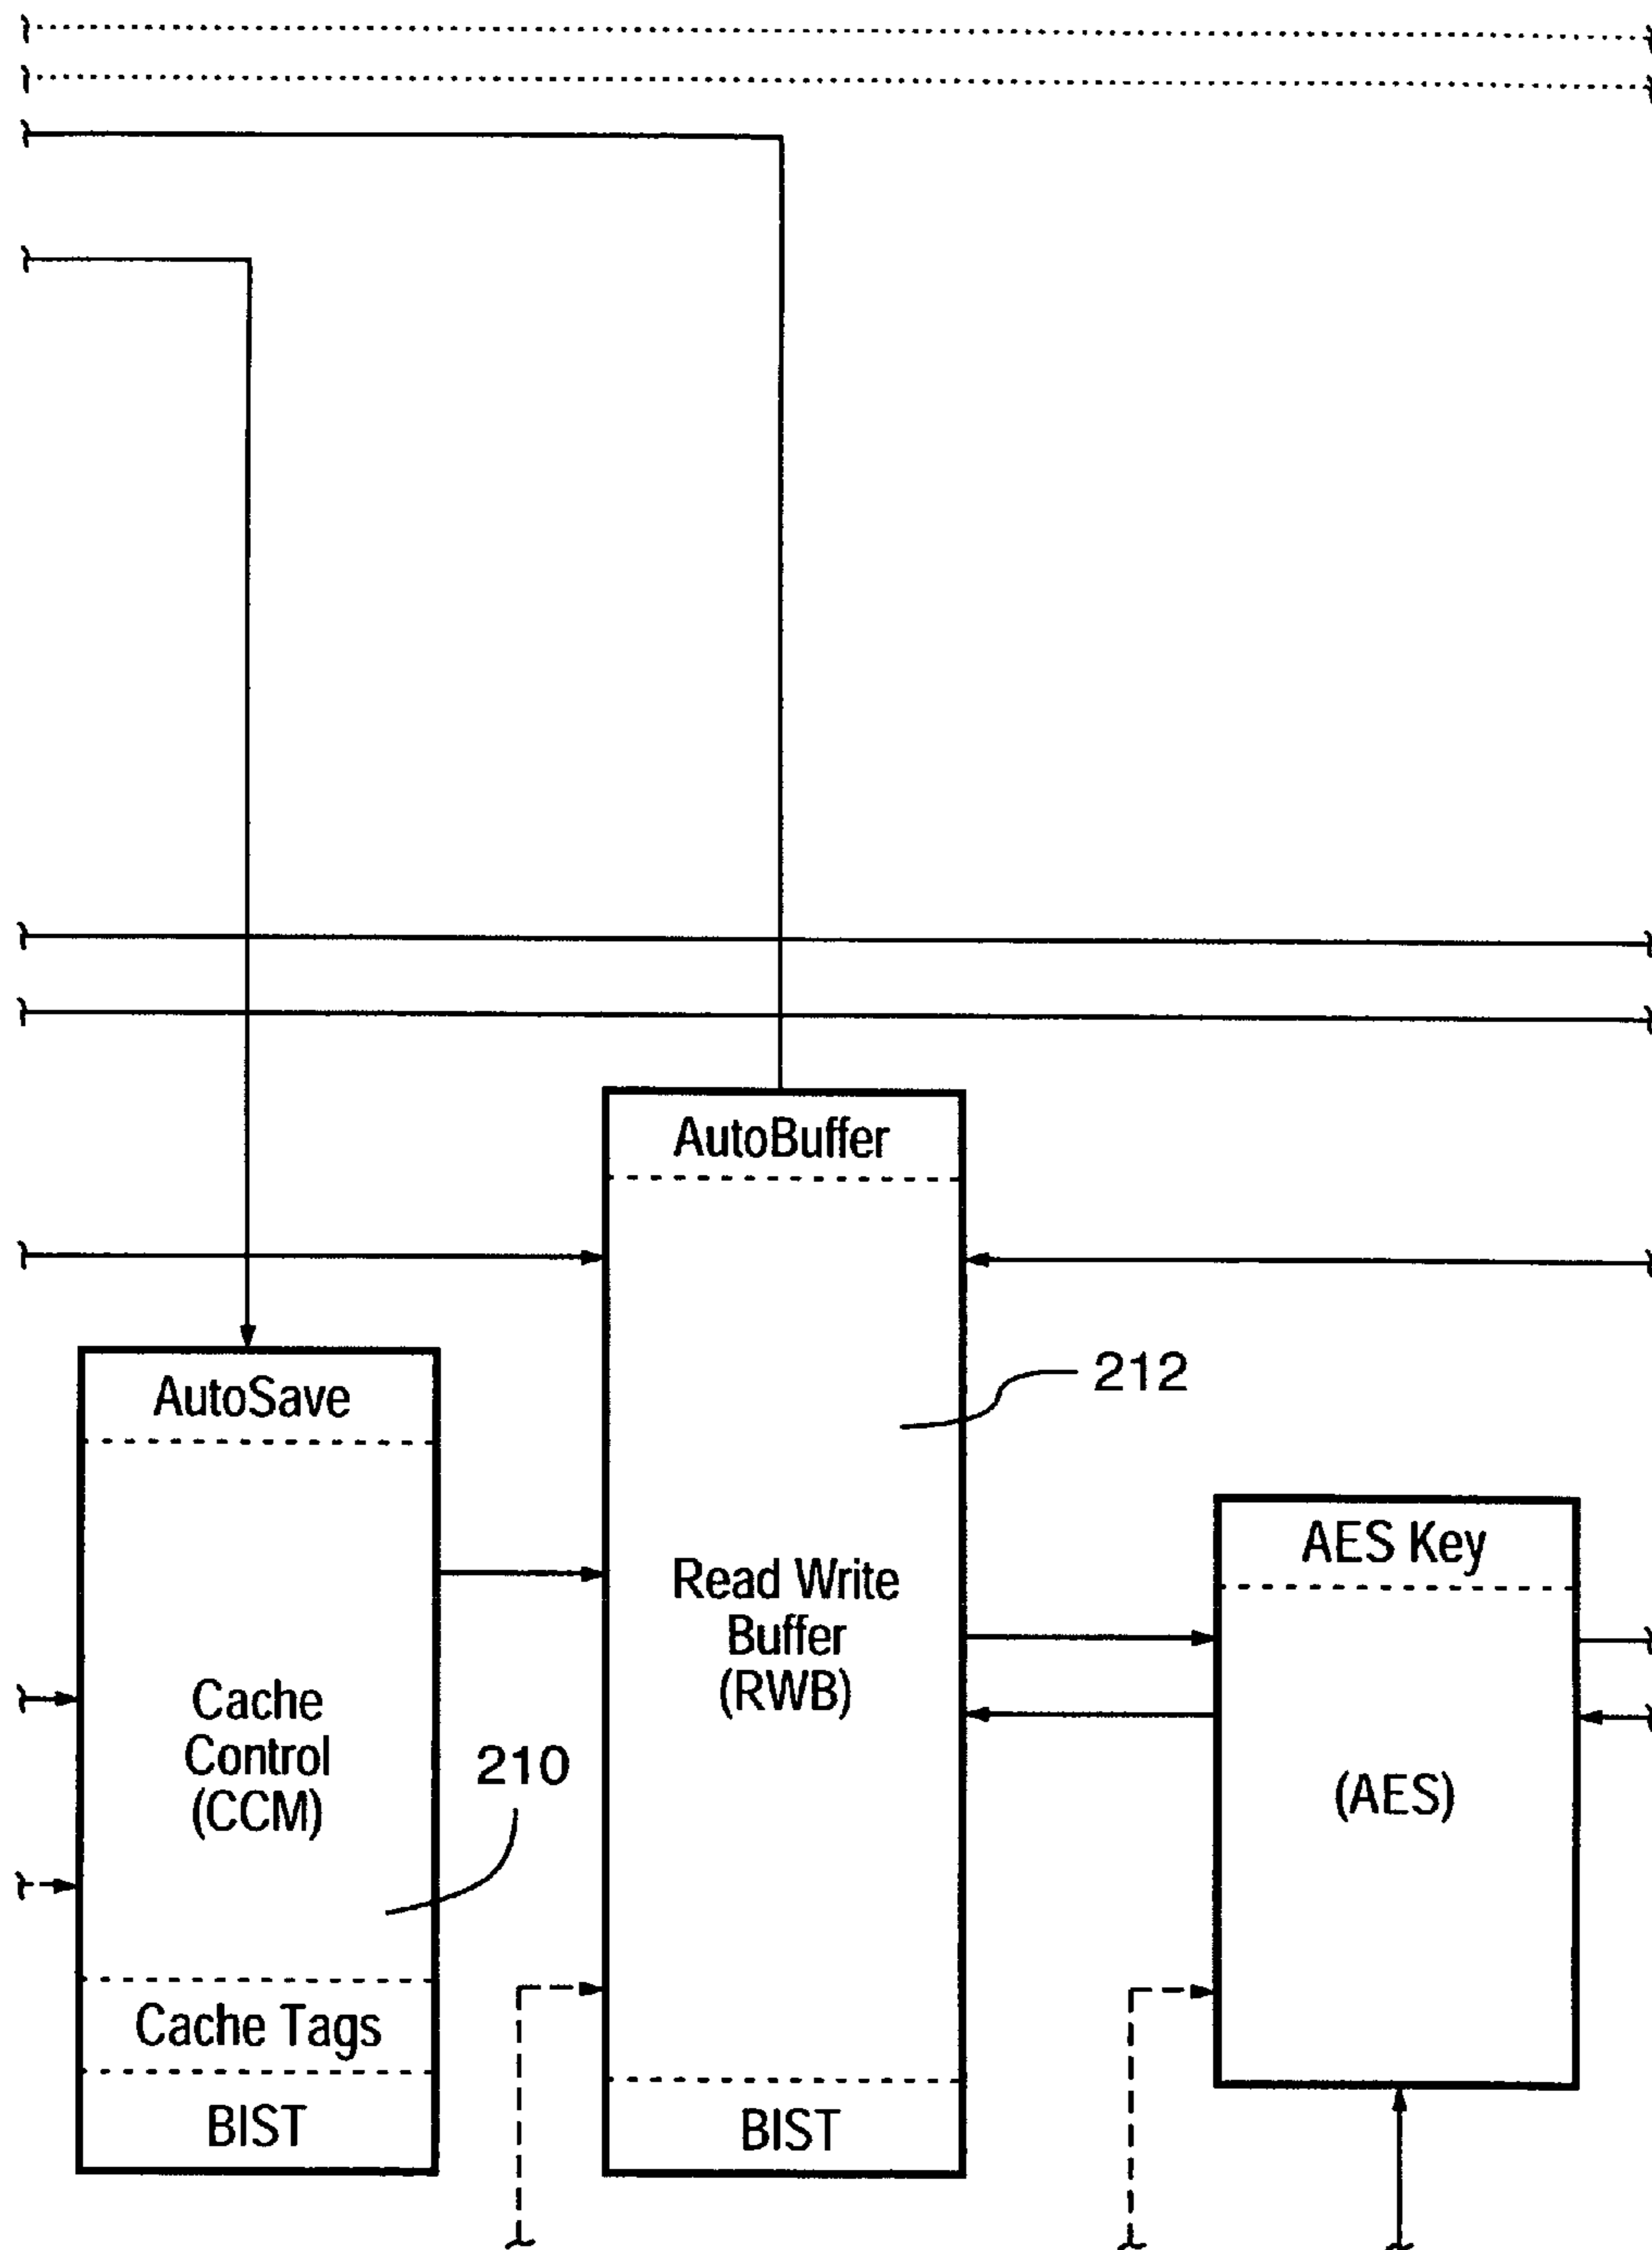 AutoBuffer
212
AutoSave
Read Write
Buffer
(RWB)
AES Key
Cache
Control
(CCM)
210
(AES)
Cache Tags
BIST
BIST